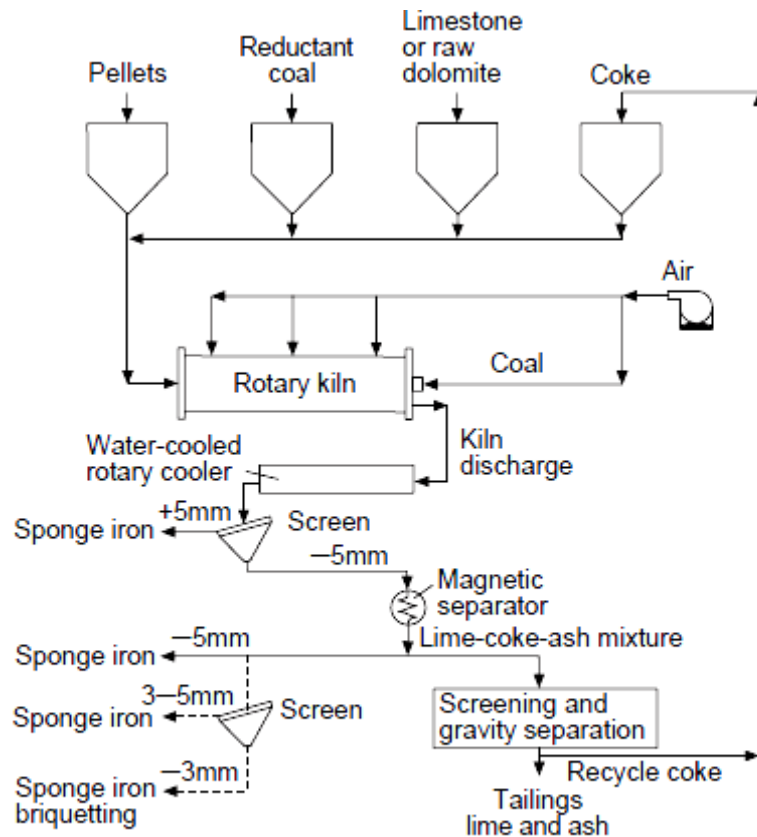 Pellets
Reductant
coal
Limestone
or raw
dolomite
Coke
Air
Rotary kiln
Coal
Water-cooled
rotary cooler
Kiln
discharge
+5mm
Sponge iron
Screen
—5mm
Magnetic
separator
Lime-coke-ash mixture
—5mm
Sponge iron
3—5mm
Sponge iron
Screen
Screening and
gravity separation
—3mm
Sponge iron
briquetting
Recycle coke
Tailings
lime and ash